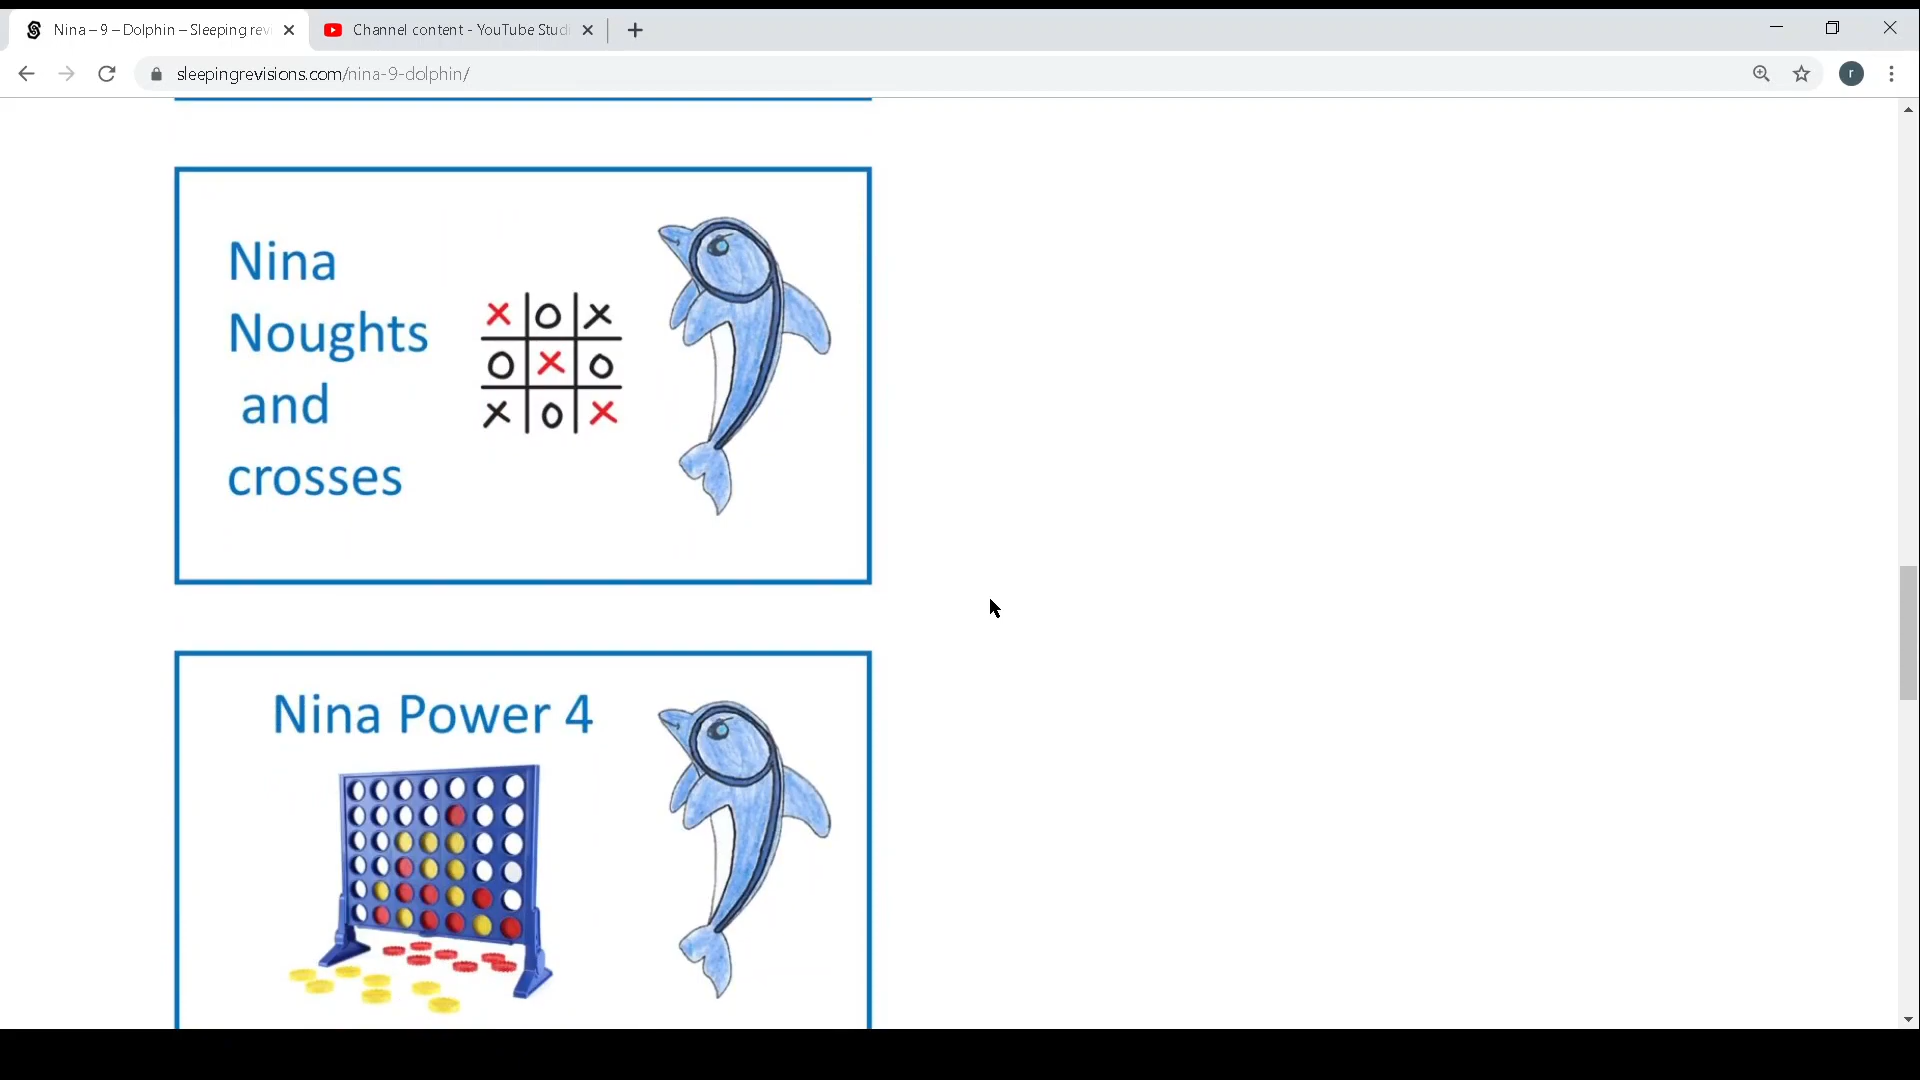 Nina – 9 – Dolphin – Sleeping rev
Channel content - YouTube Studi
sleepingrevisions.com/nina-9-dolphin/
r
Nina
Noughts
and
crosses
X O X
O X O
X O X
Nina Power 4